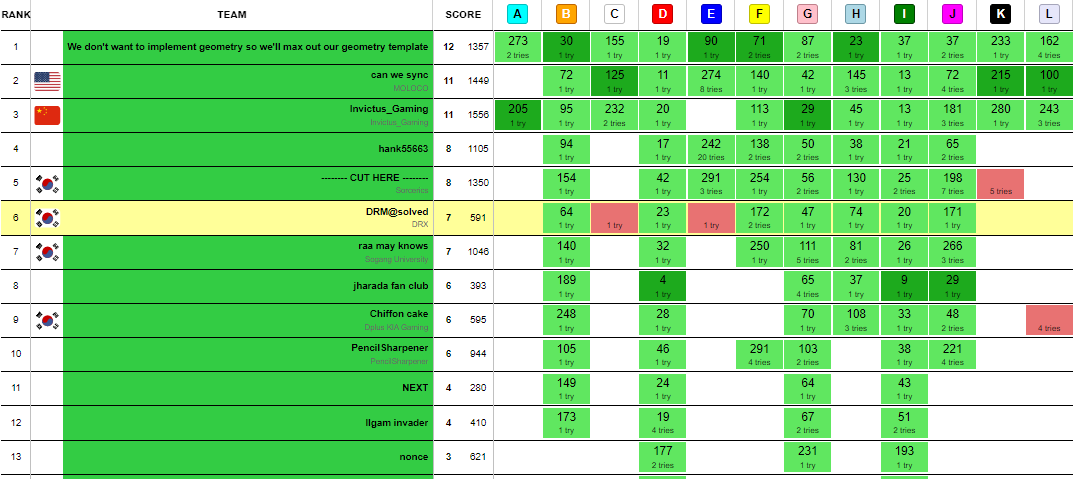 RANK TEAM SCORE A B C D E F G H I J K L
1 We don't want to implement geometry so we'll max out our geometry template 12 1357 273 30 155 19 90 71 87 23 37 37 233 162
2 tries 1 try 1 try 1 try 1 try 2 tries 2 tries 1 try 1 try 2 tries 1 try 4 tries
2 can we sync 11 1449 72 125 11 274 140 42 145 13 72 215 100
MOLOCO 1 try 1 try 1 try 8 tries 1 try 1 try 3 tries 1 try 4 tries 1 try 1 try
3 Invictus_Gaming 11 1556 205 95 232 20 113 29 45 13 181 280 243
Invictus_Gaming 1 try 1 try 2 tries 1 try 1 try 1 try 1 try 1 try 3 tries 1 try 3 tries
4 hank55663 8 1105 94 17 242 138 50 38 21 65
1 try 1 try 20 tries 2 tries 2 tries 1 try 1 try 2 tries
5 -------- CUT HERE -------- 8 1350 154 42 291 254 56 130 25 198
Sorcerics 1 try 1 try 3 tries 1 try 2 tries 1 try 2 tries 7 tries 5 tries
6 DRM@solved 7 591 64 23 172 47 74 20 171
DRX 1 try 1 try 1 try 1 try 2 tries 1 try 1 try 1 try 1 try
7 raa may knows 7 1046 140 32 250 111 81 26 266
Sogang University 1 try 1 try 1 try 5 tries 2 tries 1 try 3 tries
8 jharada fan club 6 393 189 4 65 37 9 29
1 try 1 try 4 tries 1 try 1 try 1 try
9 Chiffon cake 6 595 248 28 70 108 33 48
Dplus KIA Gaming 1 try 1 try 1 try 3 tries 1 try 2 tries 4 tries
10 PencilSharpener 6 944 105 46 291 103 38 221
PencilSharpener 1 try 1 try 4 tries 2 tries 1 try 4 tries
11 NEXT 4 280 149 24 64 43
1 try 1 try 1 try 1 try
12 Ilgam invader 4 410 173 19 67 51
1 try 4 tries 2 tries 2 tries
13 nonce 3 621 177 231 193
2 tries 1 try 1 try